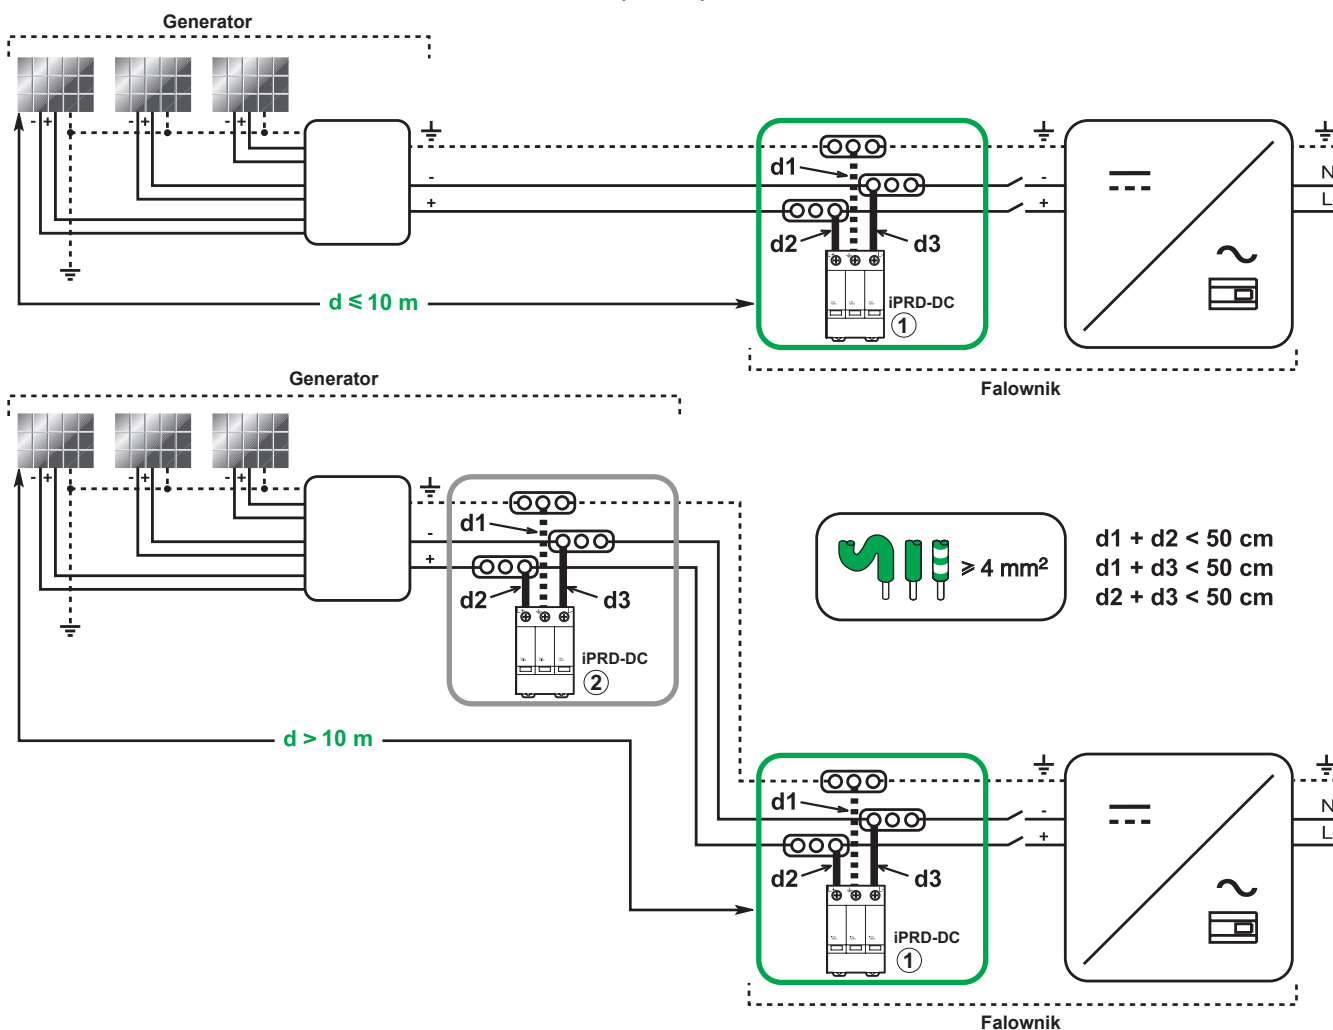 Generator
- + - + - +
-
+
d1
d2
d3
d ≤ 10 m
iPRD-DC
1
-
+
N
L
Falownik
Generator
- + - + - +
-
+
d1
d2
d3
iPRD-DC
2
≥ 4 mm²
d1 + d2 < 50 cm
d1 + d3 < 50 cm
d2 + d3 < 50 cm
d > 10 m
d1
d2
d3
iPRD-DC
1
-
+
N
L
Falownik